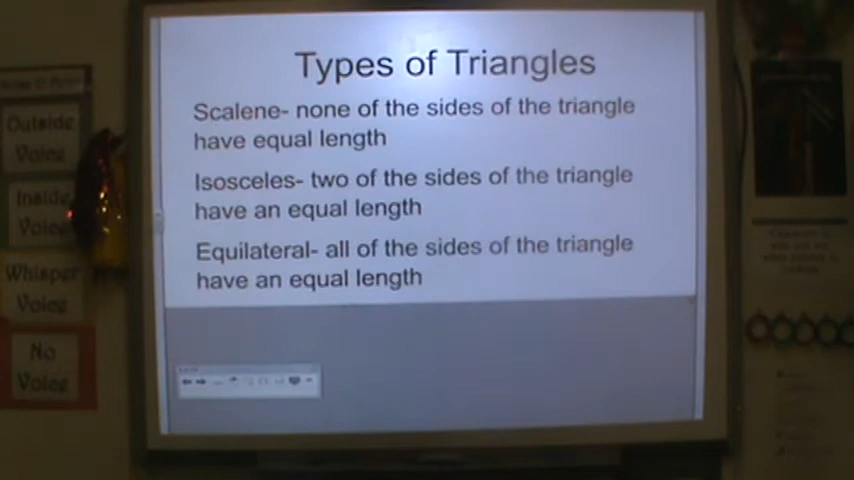 Types of Triangles
Scalene- none of the sides of the triangle
have equal length
Isosceles- two of the sides of the triangle
have an equal length
Equilateral- all of the sides of the triangle
have an equal length
Outside
Voice
Inside
Voice
Whisper
Voice
No
Voice